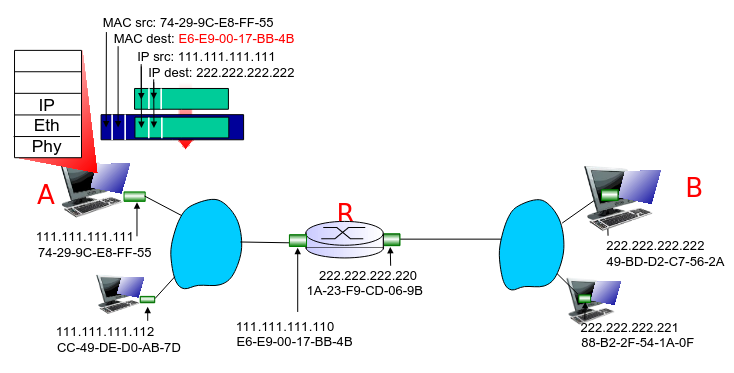 MAC src: 74-29-9C-E8-FF-55
MAC dest: E6-E9-00-17-BB-4B
IP src: 111.111.111.111
IP dest: 222.222.222.222
IP
Eth
Phy
A
R
B
111.111.111.111
74-29-9C-E8-FF-55
222.222.222.222
49-BD-D2-C7-56-2A
222.222.222.220
1A-23-F9-CD-06-9B
111.111.111.112
CC-49-DE-D0-AB-7D
111.111.111.110
E6-E9-00-17-BB-4B
222.222.222.221
88-B2-2F-54-1A-0F